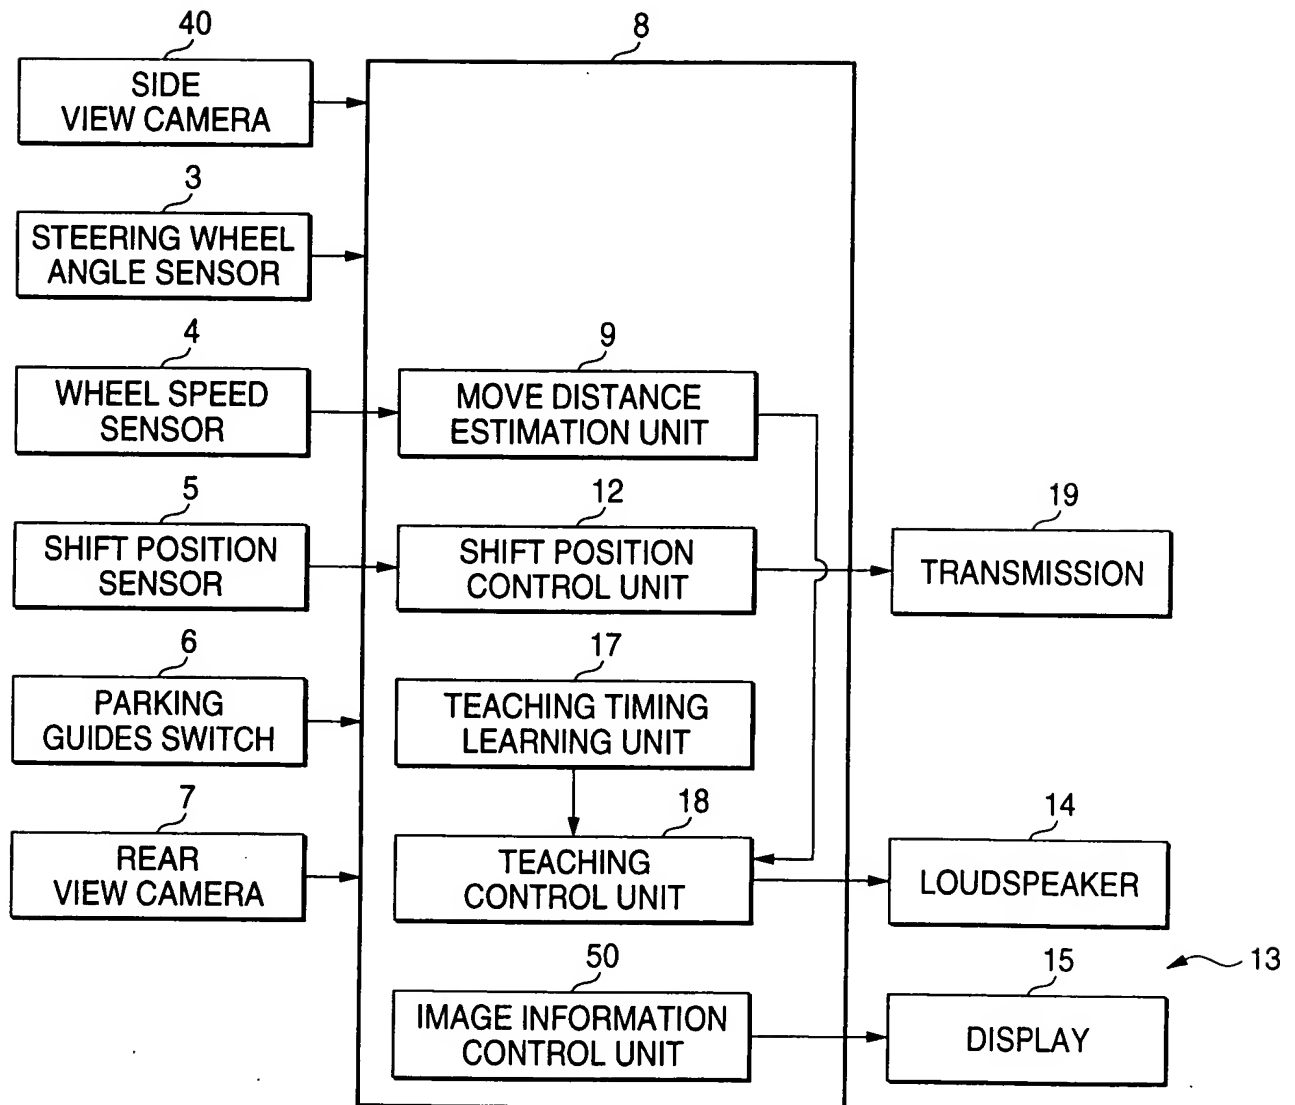 40
8
SIDE
VIEW CAMERA
3
STEERING WHEEL
ANGLE SENSOR
4
9
WHEEL SPEED
SENSOR
MOVE DISTANCE
ESTIMATION UNIT
5
12
19
SHIFT POSITION
SENSOR
SHIFT POSITION
CONTROL UNIT
TRANSMISSION
6
17
PARKING
GUIDES SWITCH
TEACHING TIMING
LEARNING UNIT
7
18
14
REAR
VIEW CAMERA
TEACHING
CONTROL UNIT
LOUDSPEAKER
50
15
13
IMAGE INFORMATION
CONTROL UNIT
DISPLAY